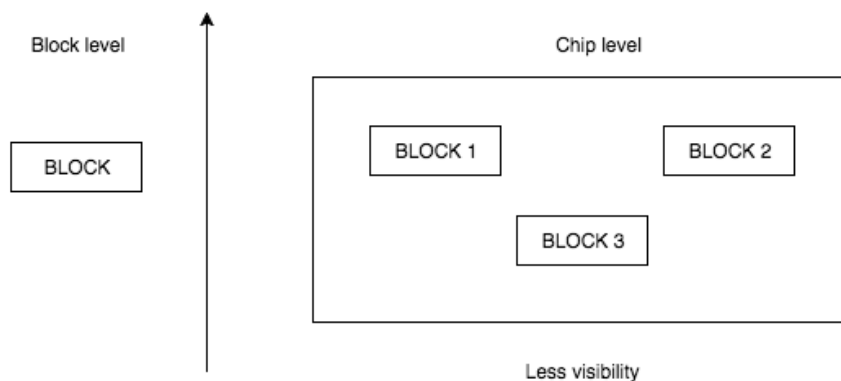 Block level
Chip level
BLOCK
BLOCK 1
BLOCK 2
BLOCK 3
Less visibility